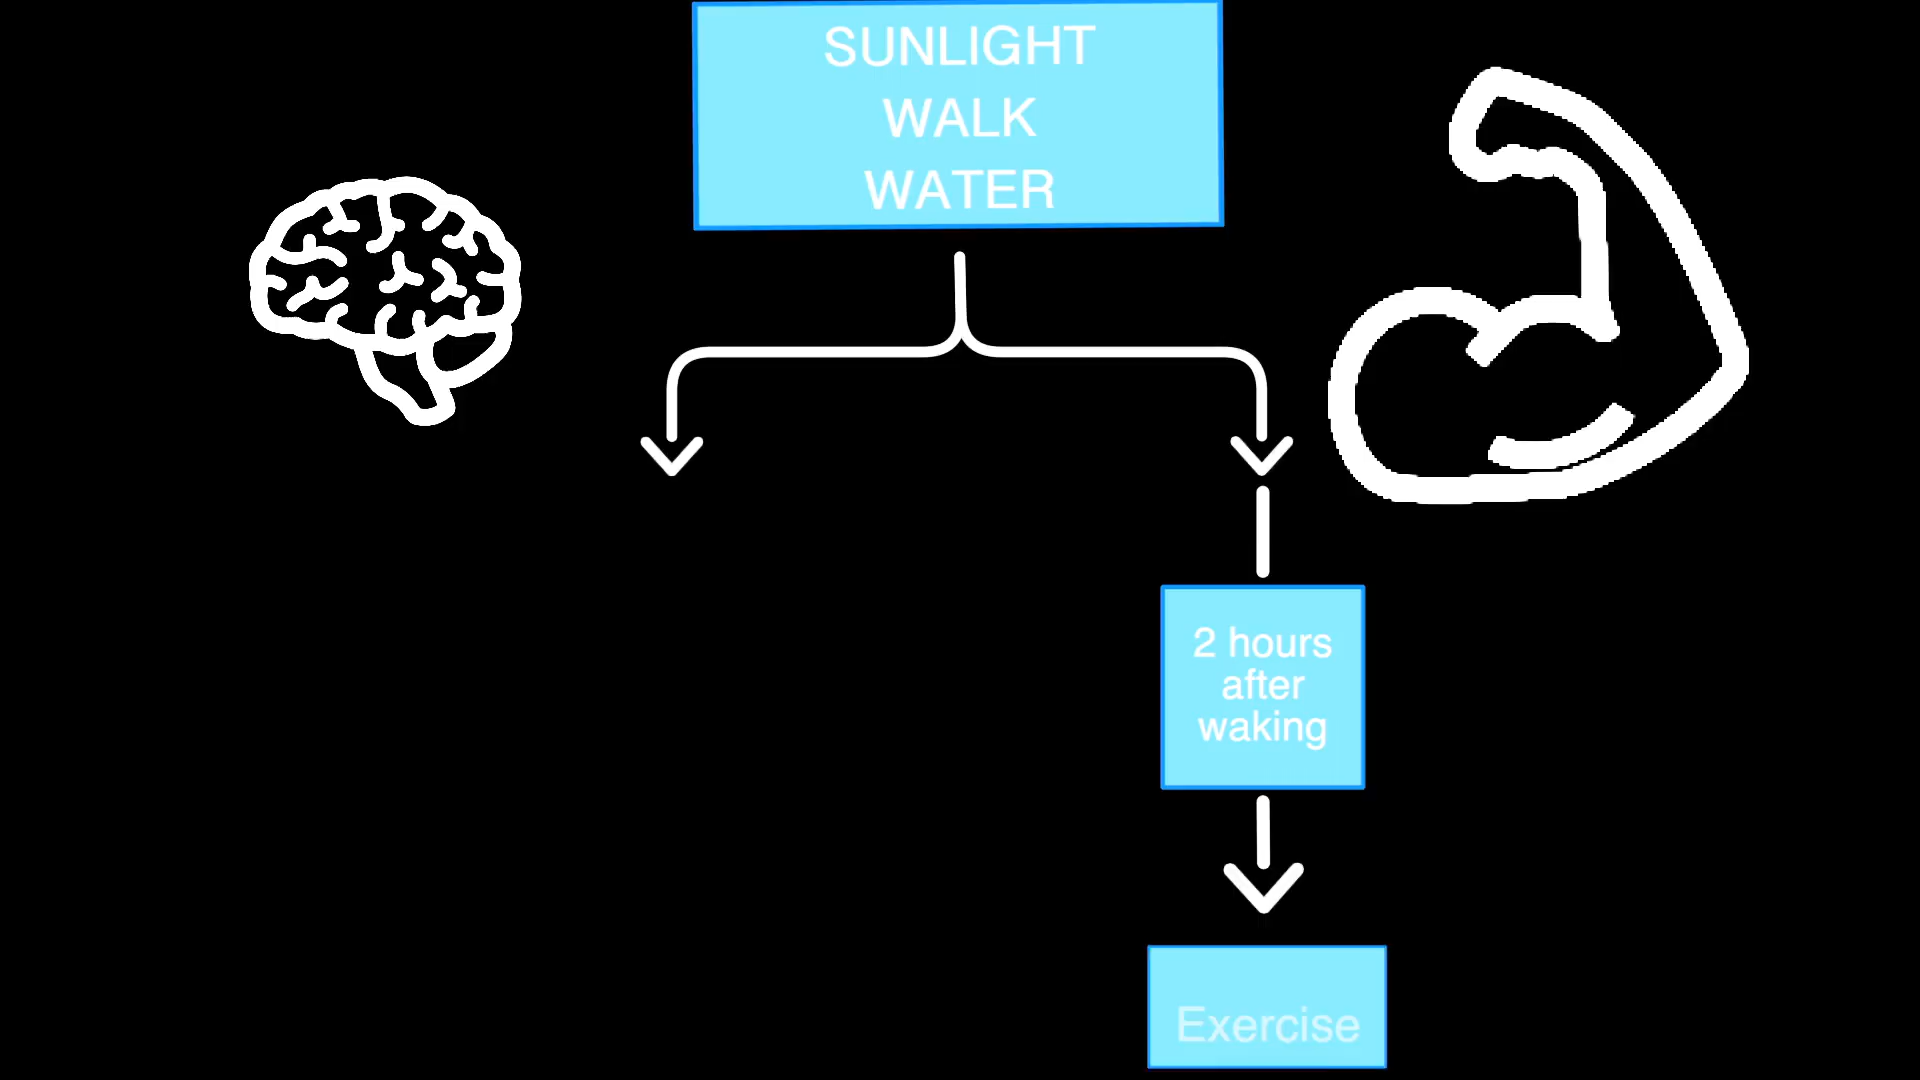 SUNLIGHT
WALK
WATER
2 hours
after
waking
Exercise